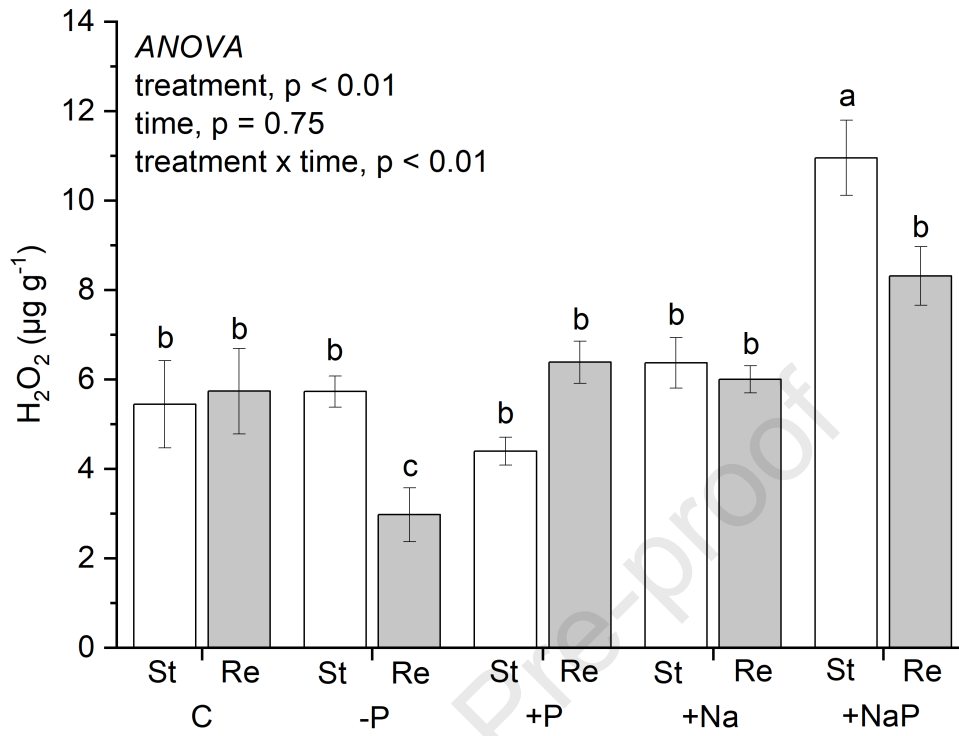 ANOVA
treatment, p < 0.01
time, p = 0.75
treatment x time, p < 0.01
H₂O₂ (µg g⁻¹)
14
12
10
8
6
4
2
0
b
b
b
c
b
b
b
b
a
b
St Re St Re St Re St Re St Re
C -P +P +Na +NaP
Pre-proof